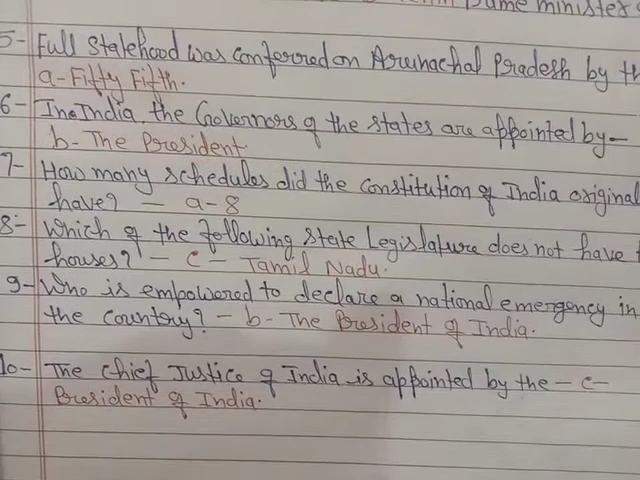 Prime minister
5- Full Statehood was conferred on Arunachal Pradesh by th
a- Fifty Fifth.
6- In India, the Governors of the states are appointed by-
b- The President
7- How many schedules did the constitution of India original
have? - a-8
8- Which of the following State Legislature does not have t
houses? - c- Tamil Nadu.
9- Who is empowered to declare a national emergency in
the country? - b- The President of India.
10- The Chief Justice of India is appointed by the - c-
President of India.